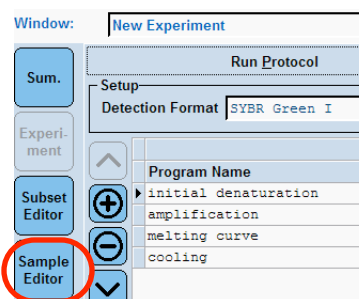 Window: New Experiment
Sum.
Run Protocol
Setup
Detection Format SYBR Green I
Experi-
ment
Program Name
Subset
Editor
initial denaturation
amplification
melting curve
cooling
Sample
Editor